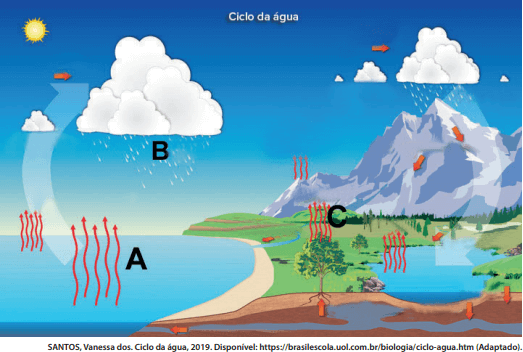 Ciclo da água
B
C
A
SANTOS, Vanessa dos. Ciclo da água, 2019. Disponível: https://brasilescola.uol.com.br/biologia/ciclo-agua.htm (Adaptado).